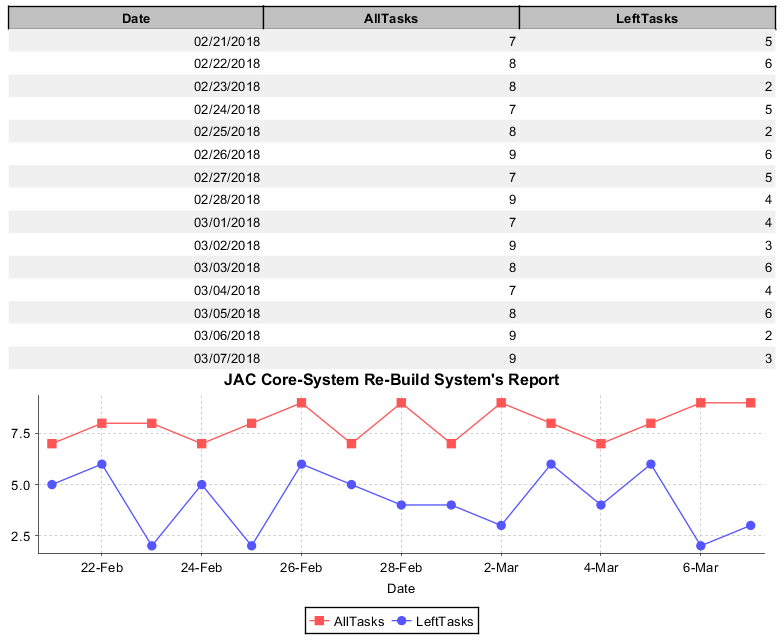 Date AllTasks LeftTasks
02/21/2018 7 5
02/22/2018 8 6
02/23/2018 8 2
02/24/2018 7 5
02/25/2018 8 2
02/26/2018 9 6
02/27/2018 7 5
02/28/2018 9 4
03/01/2018 7 4
03/02/2018 9 3
03/03/2018 8 6
03/04/2018 7 4
03/05/2018 8 6
03/06/2018 9 2
03/07/2018 9 3
JAC Core-System Re-Build System's Report
7.5
5.0
2.5
22-Feb 24-Feb 26-Feb 28-Feb 2-Mar 4-Mar 6-Mar
Date
AllTasks LeftTasks